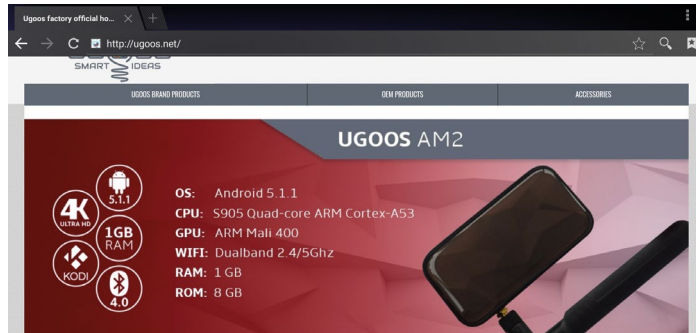 Ugoos factory official ho...
http://ugoos.net/
SMART IDEAS
UGOOS BRAND PRODUCTS
OEM PRODUCTS
ACCESSORIES
UGOOS AM2
5.1.1
4K
ULTRA HD
1GB
RAM
KODI
4.0
OS: Android 5.1.1
CPU: S905 Quad-core ARM Cortex-A53
GPU: ARM Mali 400
WIFI: Dualband 2.4/5Ghz
RAM: 1 GB
ROM: 8 GB